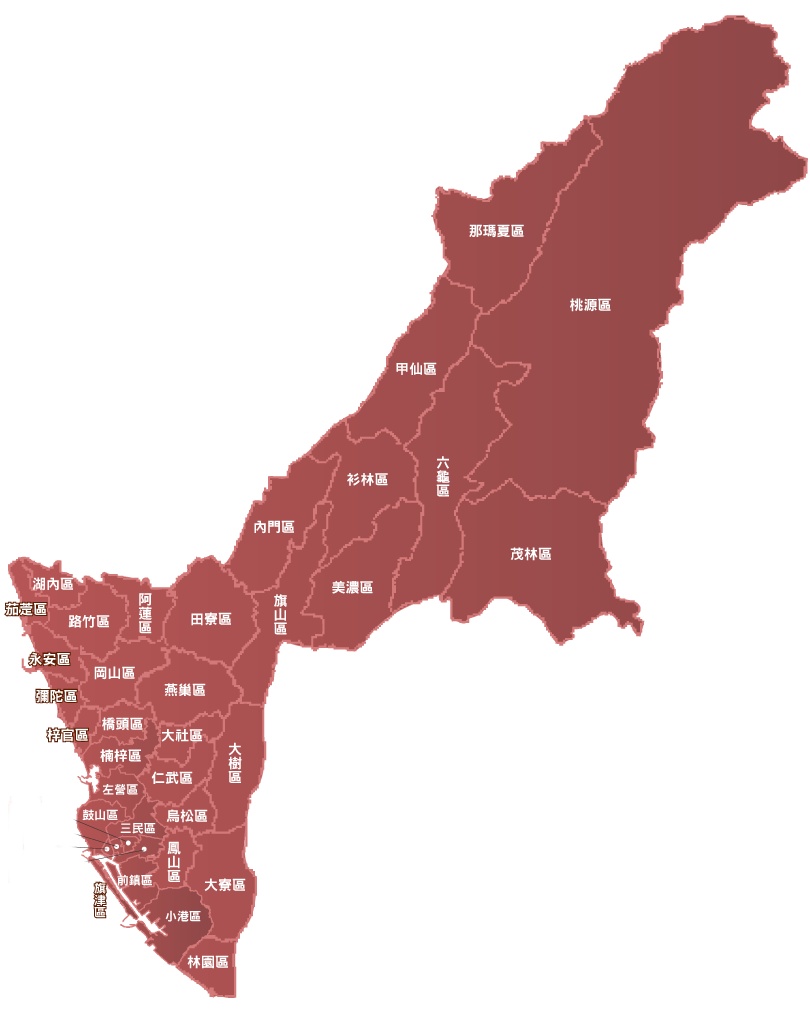 那瑪夏區
桃源區
甲仙區
六龜區
衫林區
內門區
茂林區
美濃區
湖內區
阿蓮區
旗山區
茄萣區
路竹區
田寮區
永安區
岡山區
燕巢區
彌陀區
橋頭區
梓官區
大社區
大樹區
楠梓區
仁武區
左營區
鼓山區
鳥松區
三民區
鳳山區
前鎮區
大寮區
旗津區
小港區
林園區